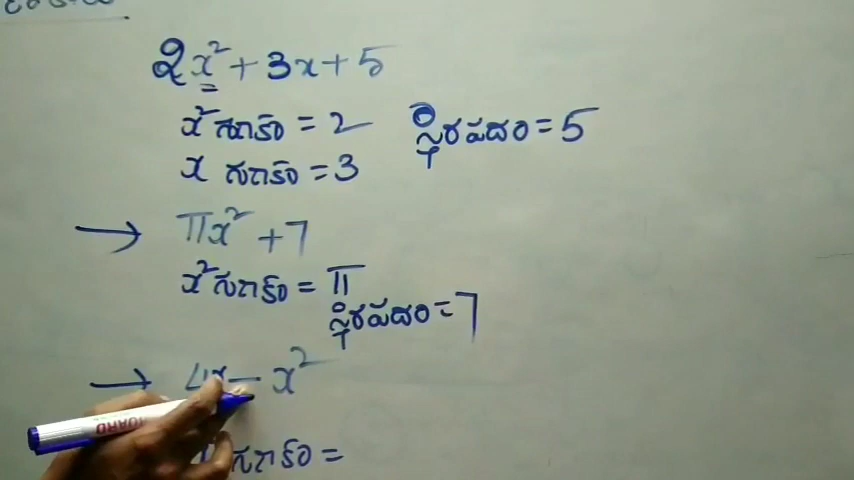 2x² + 3x + 5
x² గుణకం = 2 స్థిరపదం = 5
x గుణకం = 3
→ πx² + 7
x² గుణకం = π
స్థిరపదం = 7
→ 4x - x²
గుణకం =